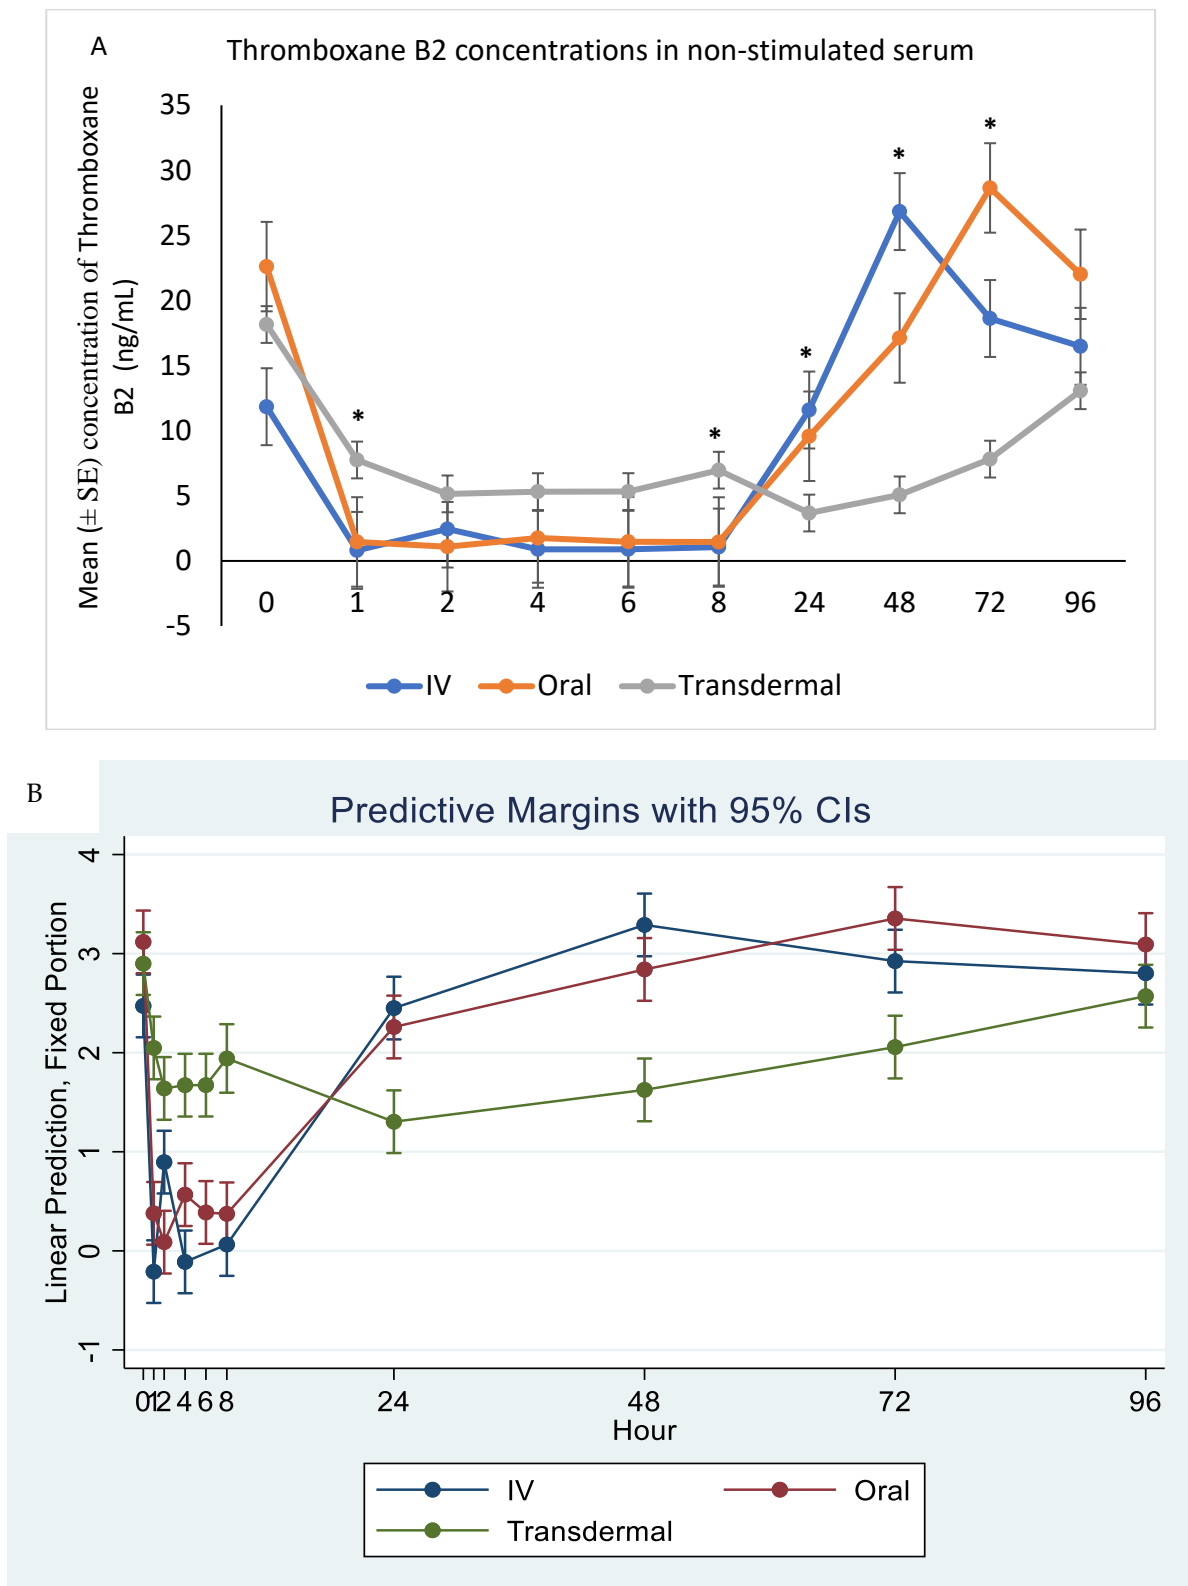 A
Thromboxane B2 concentrations in non-stimulated serum
Mean (± SE) concentration of Thromboxane
B2 (ng/mL)
35
30
25
20
15
10
5
0
-5
*
*
*
*
*
0 1 2 4 6 8 24 48 72 96
IV Oral Transdermal
B
Predictive Margins with 95% CIs
Linear Prediction, Fixed Portion
4
3
2
1
0
-1
0 1 2 4 6 8 24 48 72 96
Hour
IV Oral
Transdermal